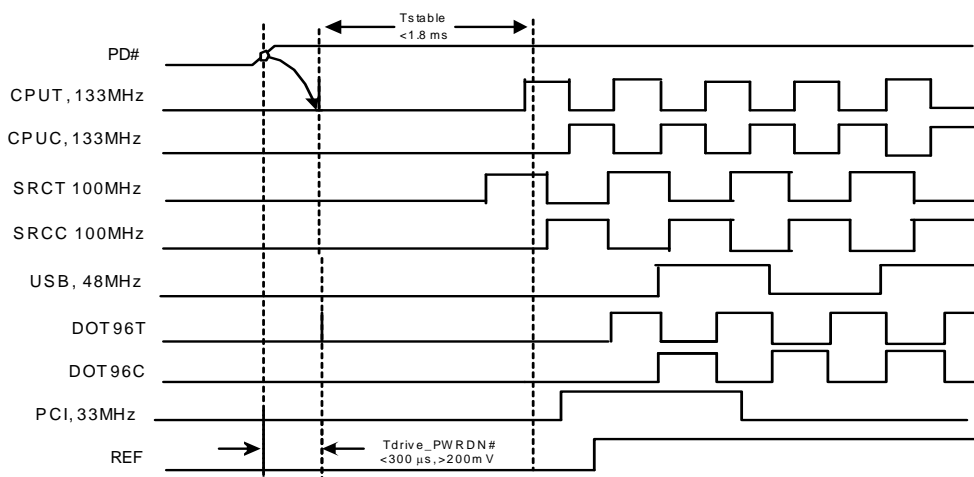 Tstable
<1.8 ms
PD#
CPUT, 133MHz
CPUC, 133MHz
SRCT 100MHz
SRCC 100MHz
USB, 48MHz
DOT96T
DOT96C
PCI, 33MHz
Tdrive_PWRDN#
<300 μs, >200mV
REF